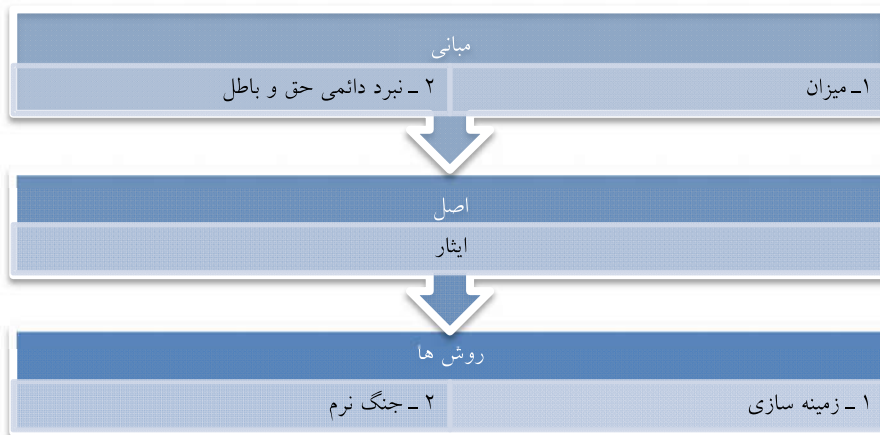 مبانی
۱ـ میزان
۲ ـ نبرد دائمی حق و باطل
اصل
ایثار
روش ها
۱ ـ زمینه سازی
۲ ـ جنگ نرم